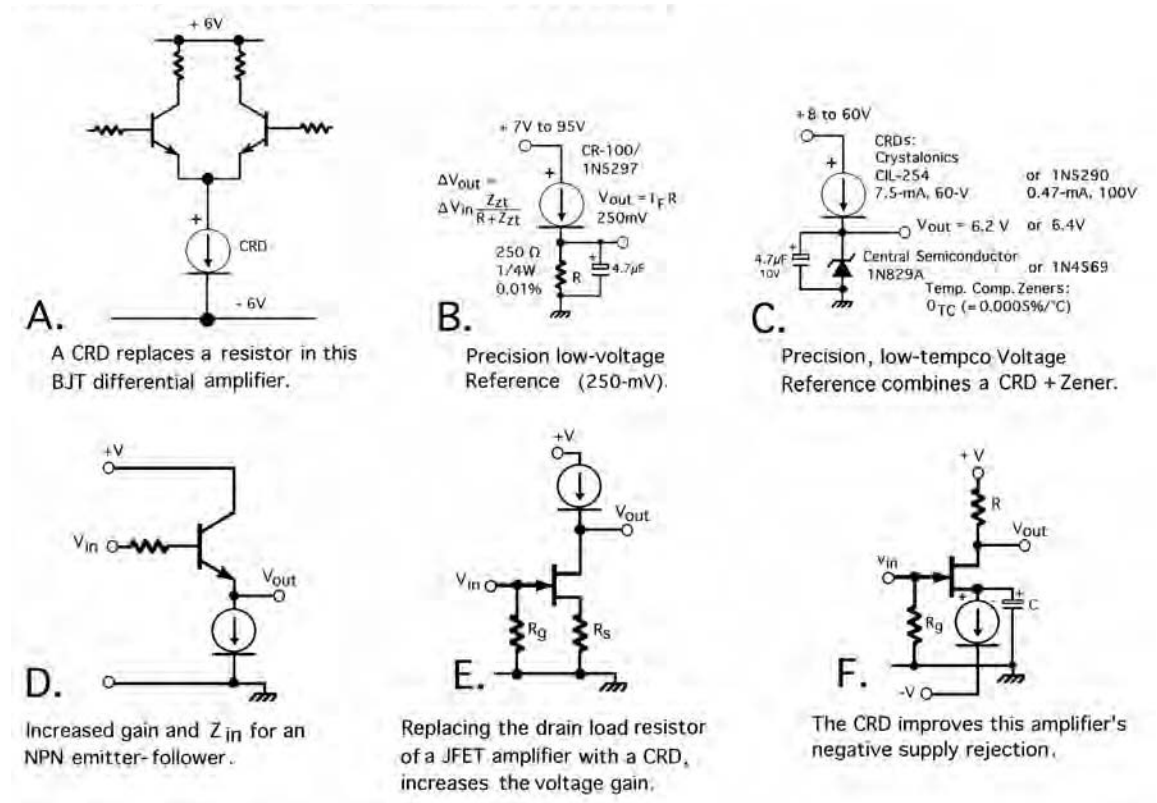 + 6V
CRD
- 6V
A.
A CRD replaces a resistor in this
BJT differential amplifier.
+ 7V to 95V
CR-100/
1N5297
+
ΔVout =
ΔVin Zzt
R+Zzt
Vout = IF R
250mV
250 Ω
1/4W
0.01%
R
+
4.7µF
B.
Precision low-voltage
Reference (250-mV).
+8 to 60V
CRDs:
Crystalonics
CIL-254 or 1N5290
7.5-mA, 60-V 0.47-mA, 100V
+
Vout = 6.2 V or 6.4V
4.7µF
10V
+
Central Semiconductor
1N829A or 1N4569
Temp. Comp. Zeners:
0TC (=0.0005%/°C)
C.
Precision, low-tempco Voltage
Reference combines a CRD + Zener.
+V
Vin
Vout
D.
Increased gain and Zin for an
NPN emitter-follower.
+V
Vout
Vin
Rg
Rs
E.
Replacing the drain load resistor
of a JFET amplifier with a CRD,
increases the voltage gain.
+ V
R
Vout
Vin
+
+
C
Rg
-V
F.
The CRD improves this amplifier's
negative supply rejection.